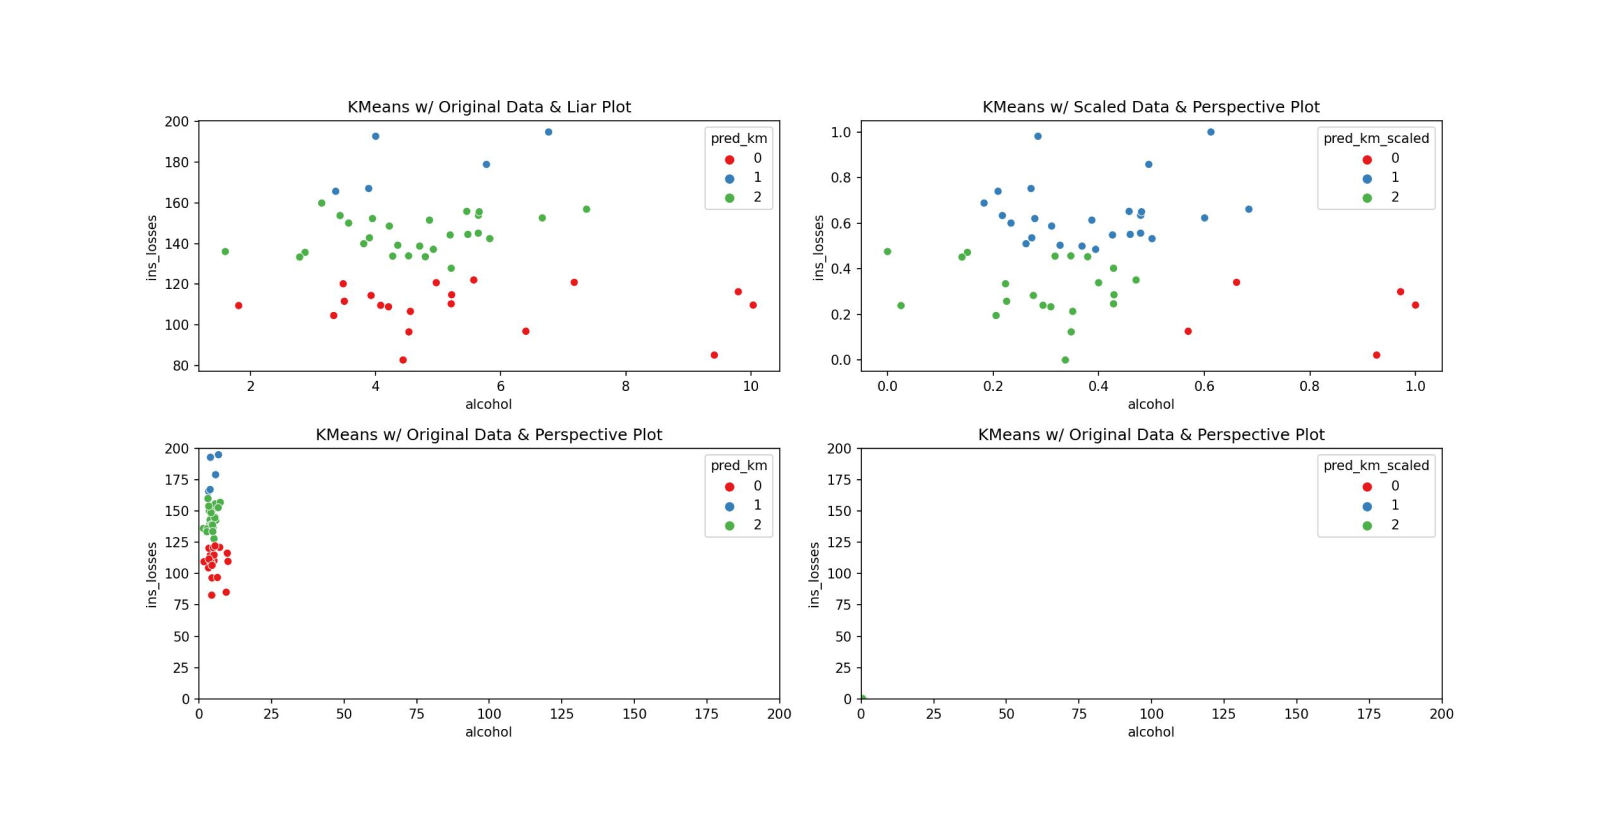 KMeans w/ Original Data & Liar Plot
200
180
160
140
120
100
80
ins_losses
2 4 6 8 10
alcohol
pred_km
0
1
2
KMeans w/ Scaled Data & Perspective Plot
1.0
0.8
0.6
0.4
0.2
0.0
ins_losses
0.0 0.2 0.4 0.6 0.8 1.0
alcohol
pred_km_scaled
0
1
2
KMeans w/ Original Data & Perspective Plot
200
175
150
125
100
75
50
25
0
ins_losses
0 25 50 75 100 125 150 175 200
alcohol
pred_km
0
1
2
KMeans w/ Original Data & Perspective Plot
200
175
150
125
100
75
50
25
0
ins_losses
0 25 50 75 100 125 150 175 200
alcohol
pred_km_scaled
0
1
2